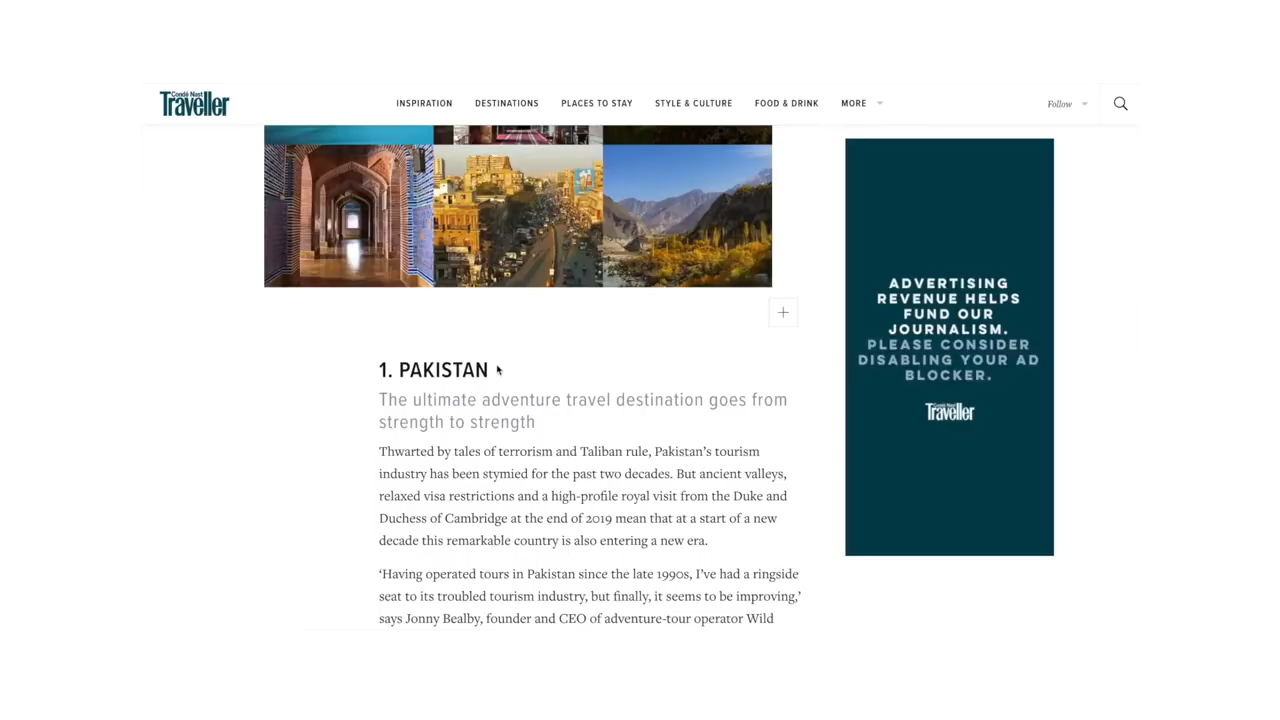 Condé Nast
Traveller
INSPIRATION
DESTINATIONS
PLACES TO STAY
STYLE & CULTURE
FOOD & DRINK
MORE
Follow
1. PAKISTAN
The ultimate adventure travel destination goes from
strength to strength
Thwarted by tales of terrorism and Taliban rule, Pakistan's tourism
industry has been stymied for the past two decades. But ancient valleys,
relaxed visa restrictions and a high-profile royal visit from the Duke and
Duchess of Cambridge at the end of 2019 mean that at a start of a new
decade this remarkable country is also entering a new era.
‘Having operated tours in Pakistan since the late 1990s, I’ve had a ringside
seat to its troubled tourism industry, but finally, it seems to be improving,’
says Jonny Bealby, founder and CEO of adventure-tour operator Wild
ADVERTISING
REVENUE HELPS
FUND OUR
JOURNALISM.
PLEASE CONSIDER
DISABLING YOUR AD
BLOCKER.
Condé Nast
Traveller